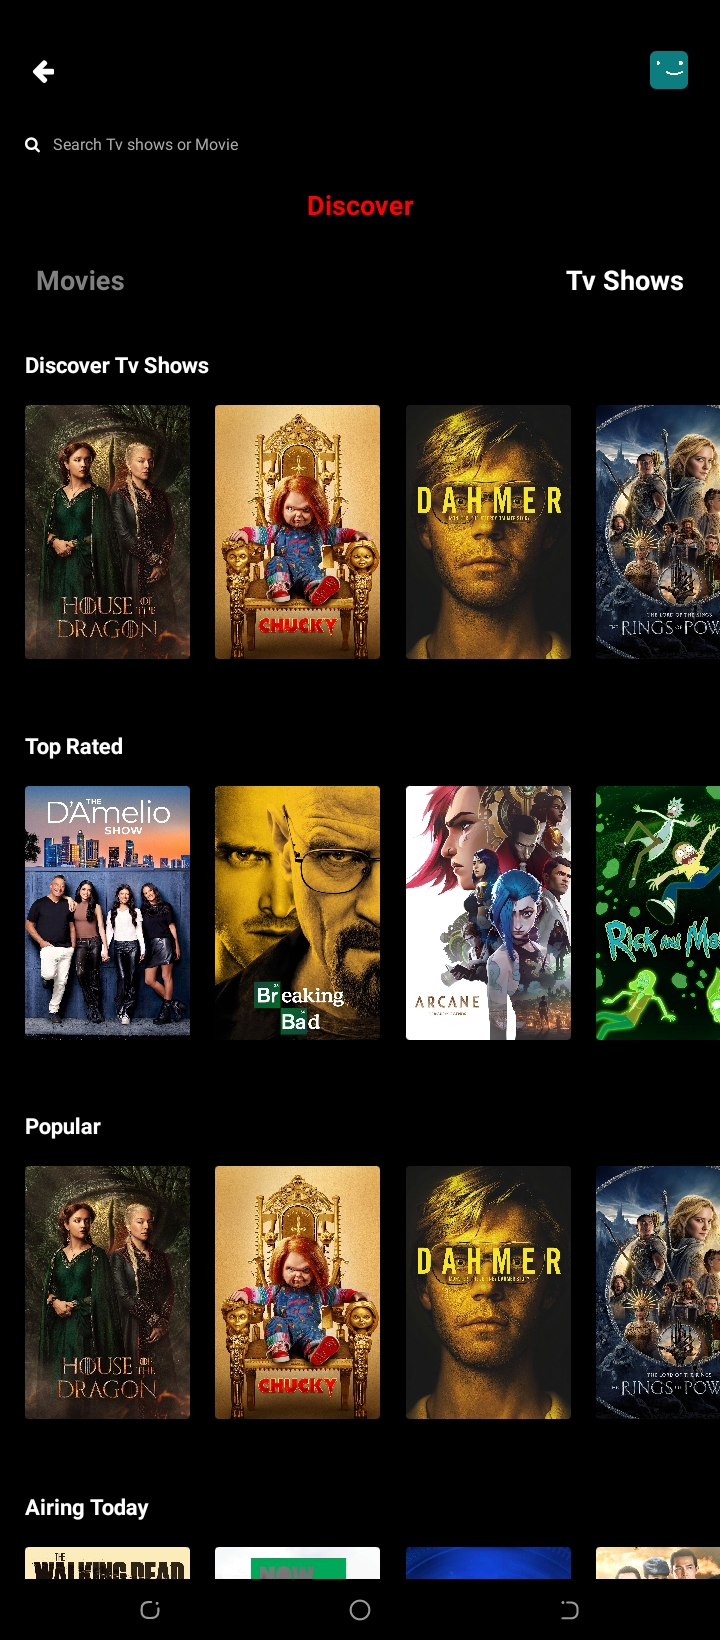 Search Tv shows or Movie
Discover
Movies
Tv Shows
Discover Tv Shows
HOUSE OF THE
DRAGON
CHUCKY
DAHMER
THE LORD OF THE RINGS
THE RINGS OF POW
Top Rated
THE
D'Amelio
SHOW
Breaking
Bad
ARCANE
Rick and Mo
Popular
HOUSE OF THE
DRAGON
CHUCKY
DAHMER
THE LORD OF THE RINGS
THE RINGS OF POW
Airing Today
THE
WALKING DEAD
NOW